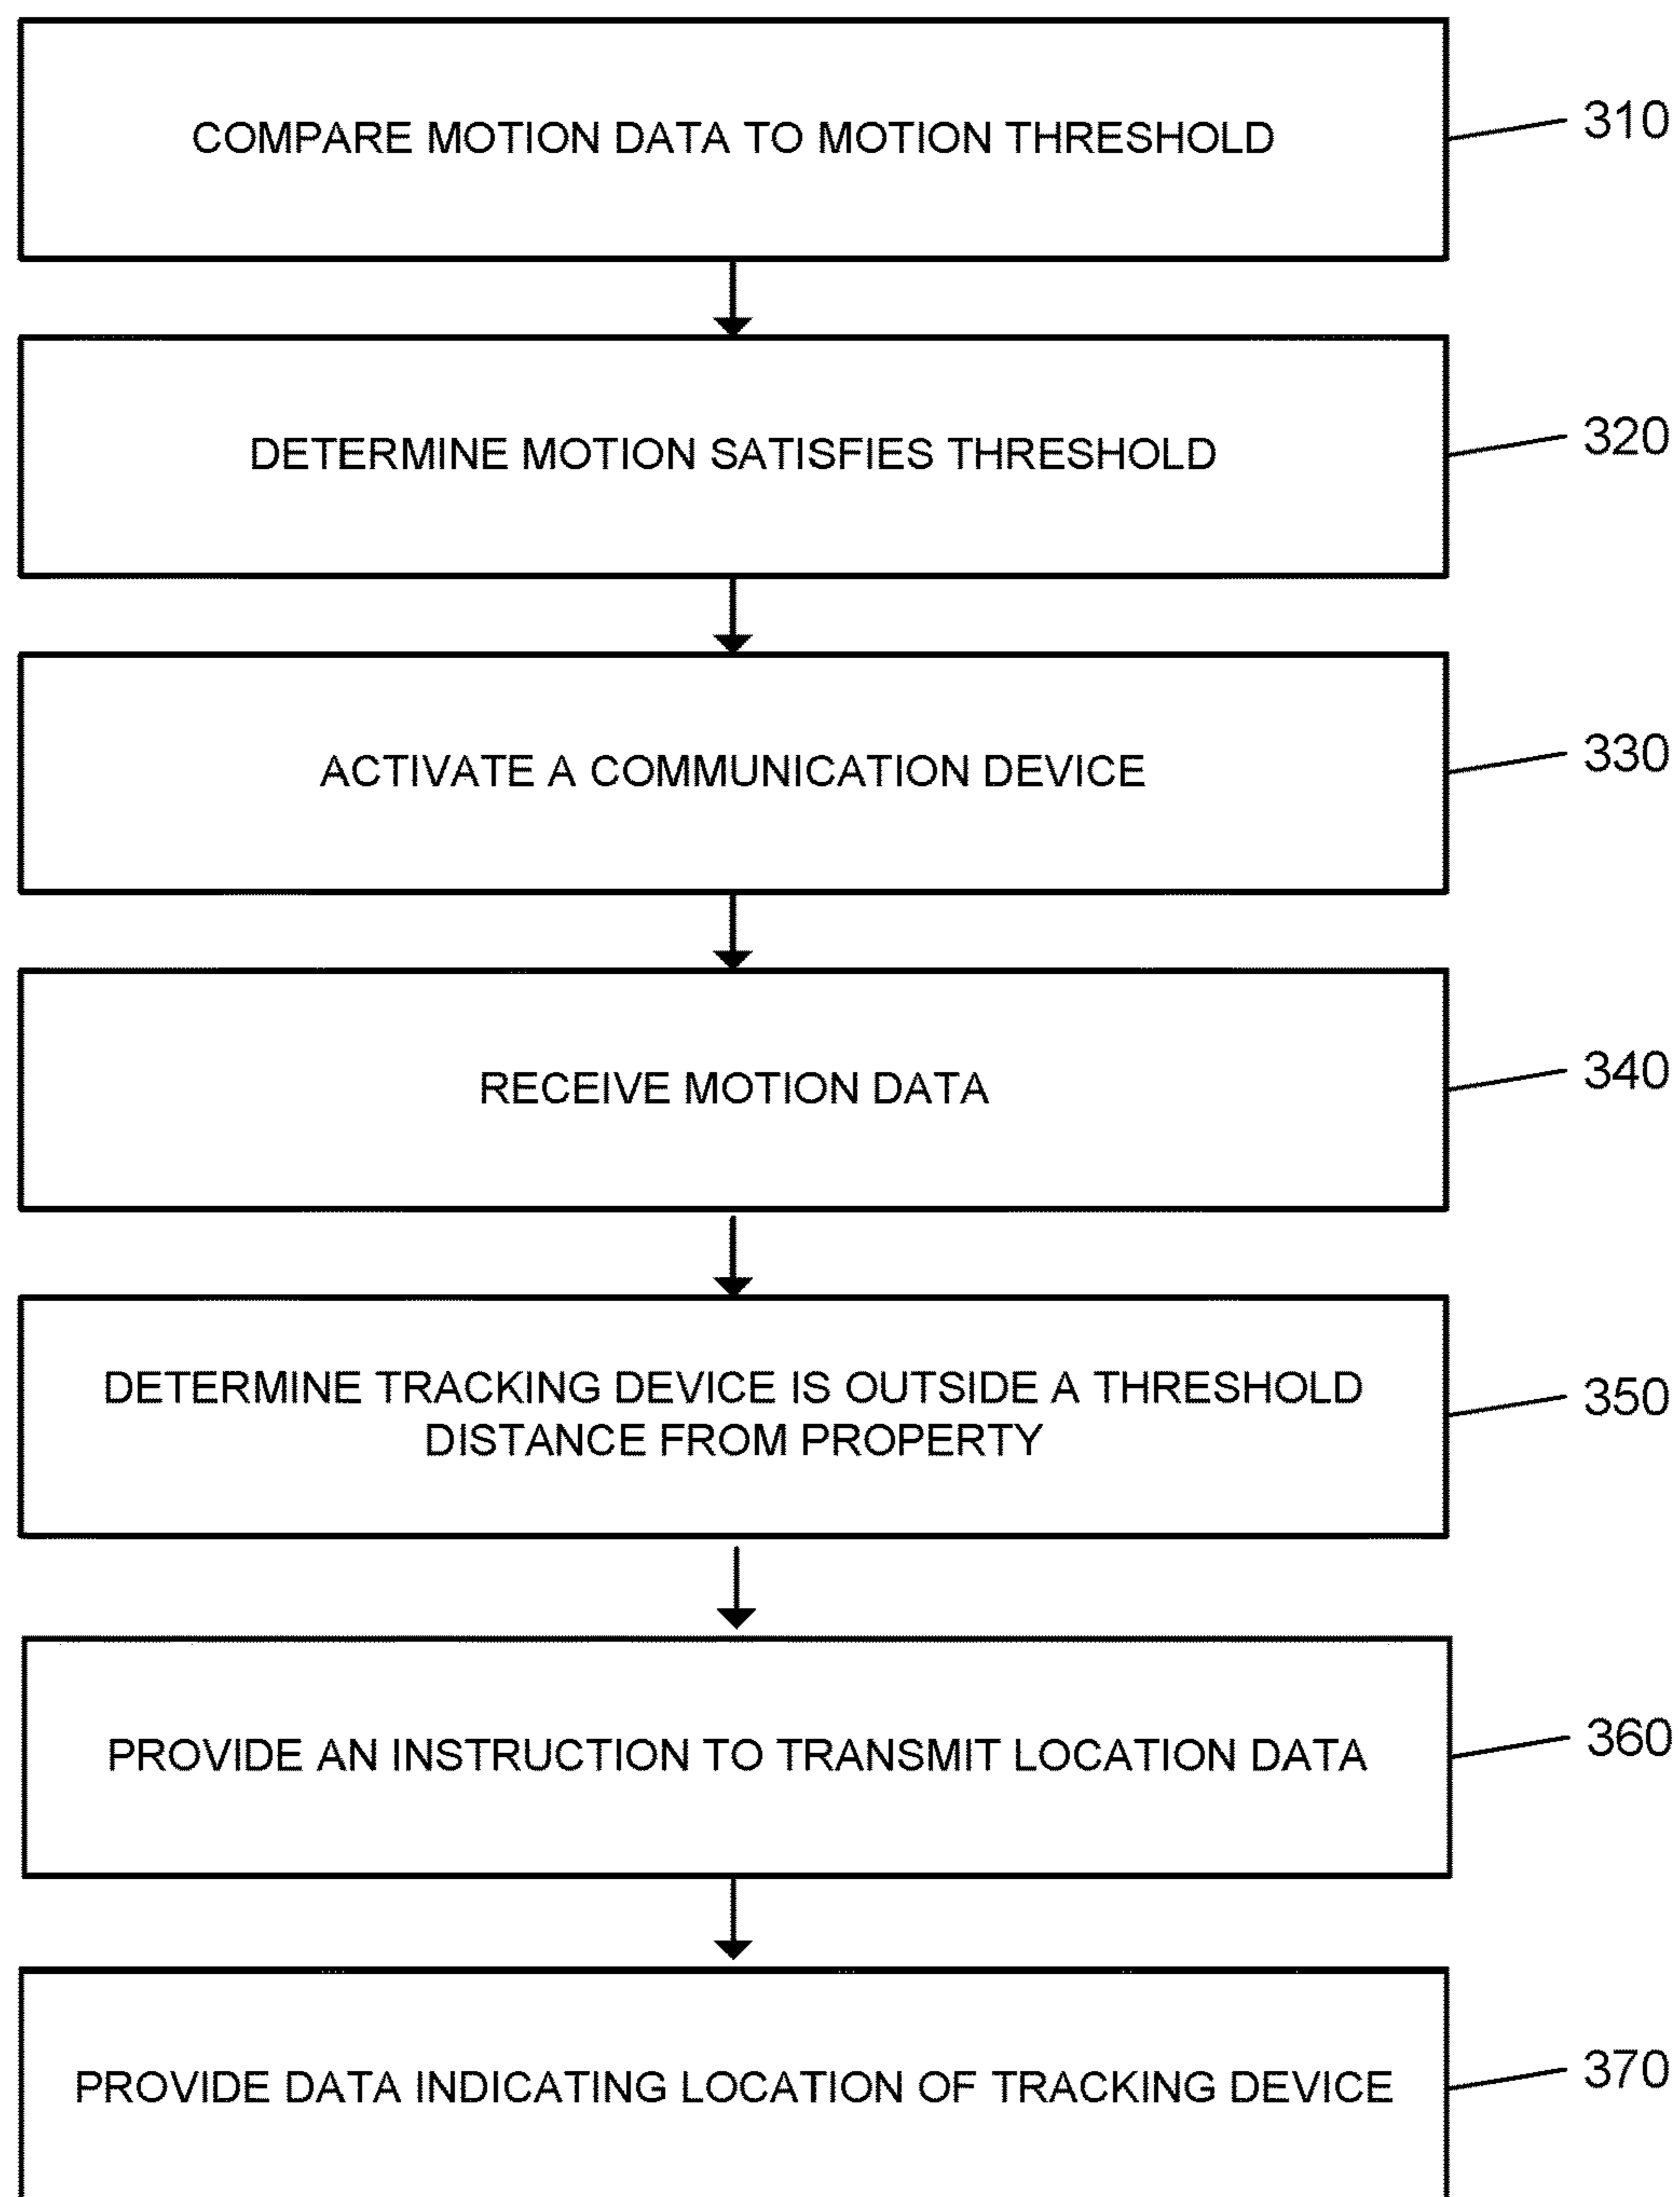 COMPARE MOTION DATA TO MOTION THRESHOLD
310
DETERMINE MOTION SATISFIES THRESHOLD
320
ACTIVATE A COMMUNICATION DEVICE
330
RECEIVE MOTION DATA
340
DETERMINE TRACKING DEVICE IS OUTSIDE A THRESHOLD
DISTANCE FROM PROPERTY
350
PROVIDE AN INSTRUCTION TO TRANSMIT LOCATION DATA
360
PROVIDE DATA INDICATING LOCATION OF TRACKING DEVICE
370